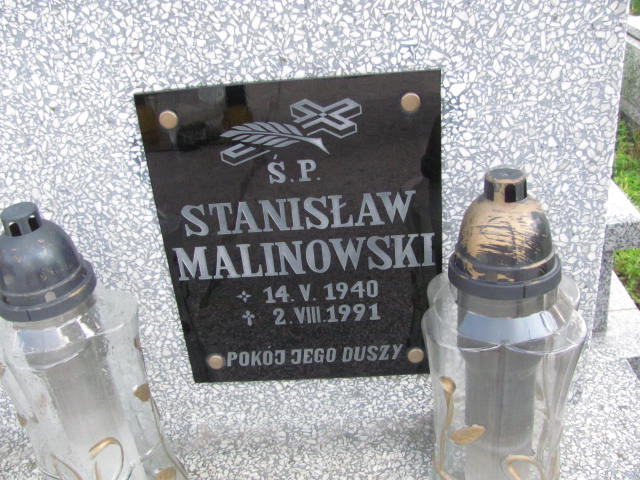 Ś.P.
STANISŁAW
MALINOWSKI
14. V. 1940
2. VIII. 1991
POKÓJ JEGO DUSZY